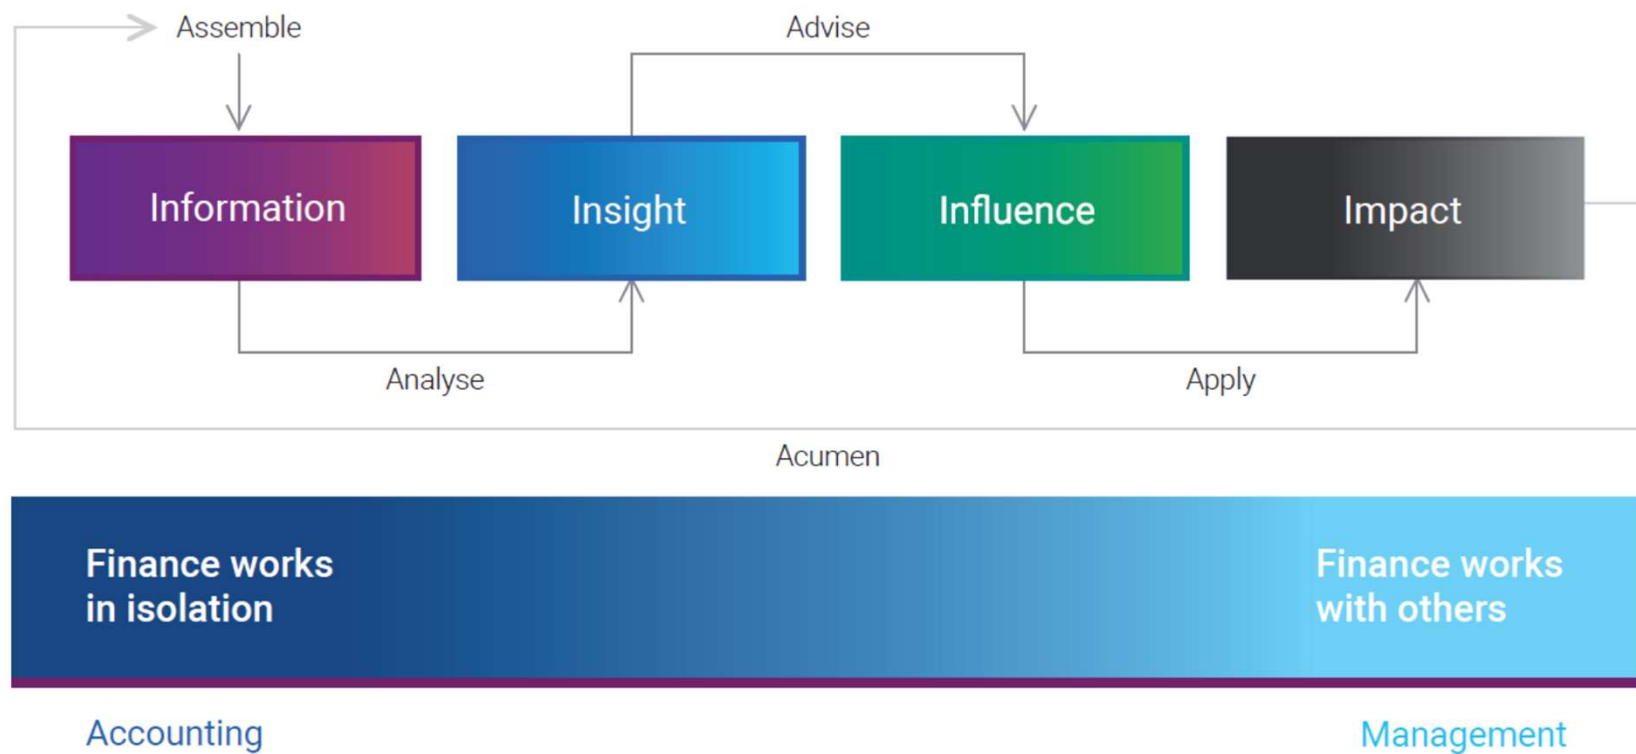 Assemble
Advise
Information
Insight
Influence
Impact
Analyse
Apply
Acumen
Finance works
in isolation
Finance works
with others
Accounting
Management